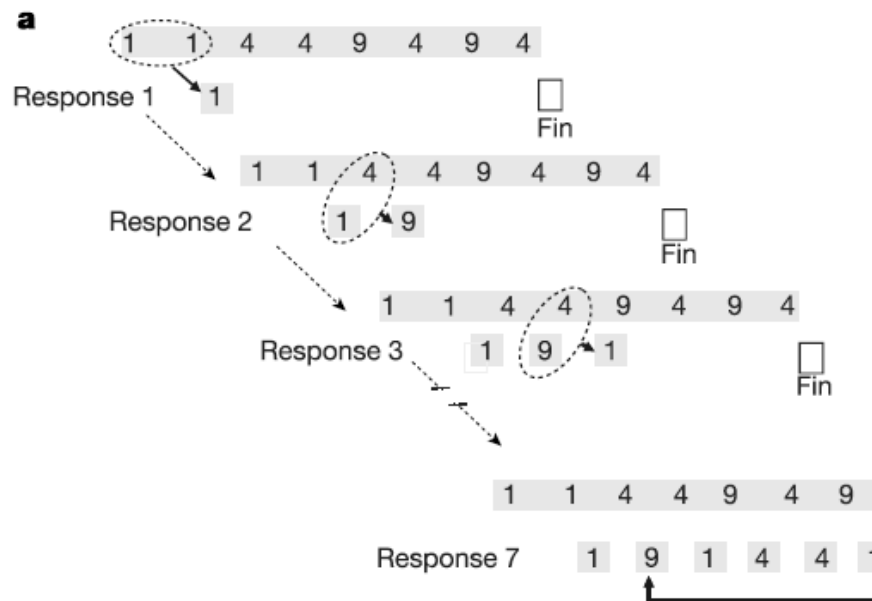 a
1 1 4 4 9 4 9 4
Response 1 1
Fin
1 1 4 4 9 4 9 4
Response 2 1 9
Fin
1 1 4 4 9 4 9 4
Response 3 1 9 1
Fin
1 1 4 4 9 4 9
Response 7 1 9 1 4 4